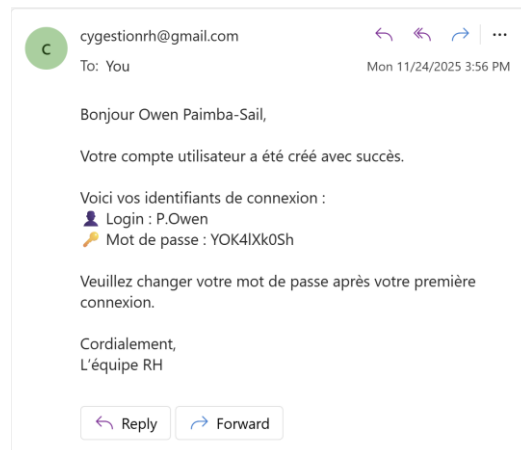 C
cygestionrh@gmail.com
To: You
Mon 11/24/2025 3:56 PM
Bonjour Owen Paimba-Sail,
Votre compte utilisateur a été créé avec succès.
Voici vos identifiants de connexion :
👤 Login : P.Owen
🔑 Mot de passe : YOK4lXk0Sh
Veuillez changer votre mot de passe après votre première
connexion.
Cordialement,
L’équipe RH
Reply
Forward